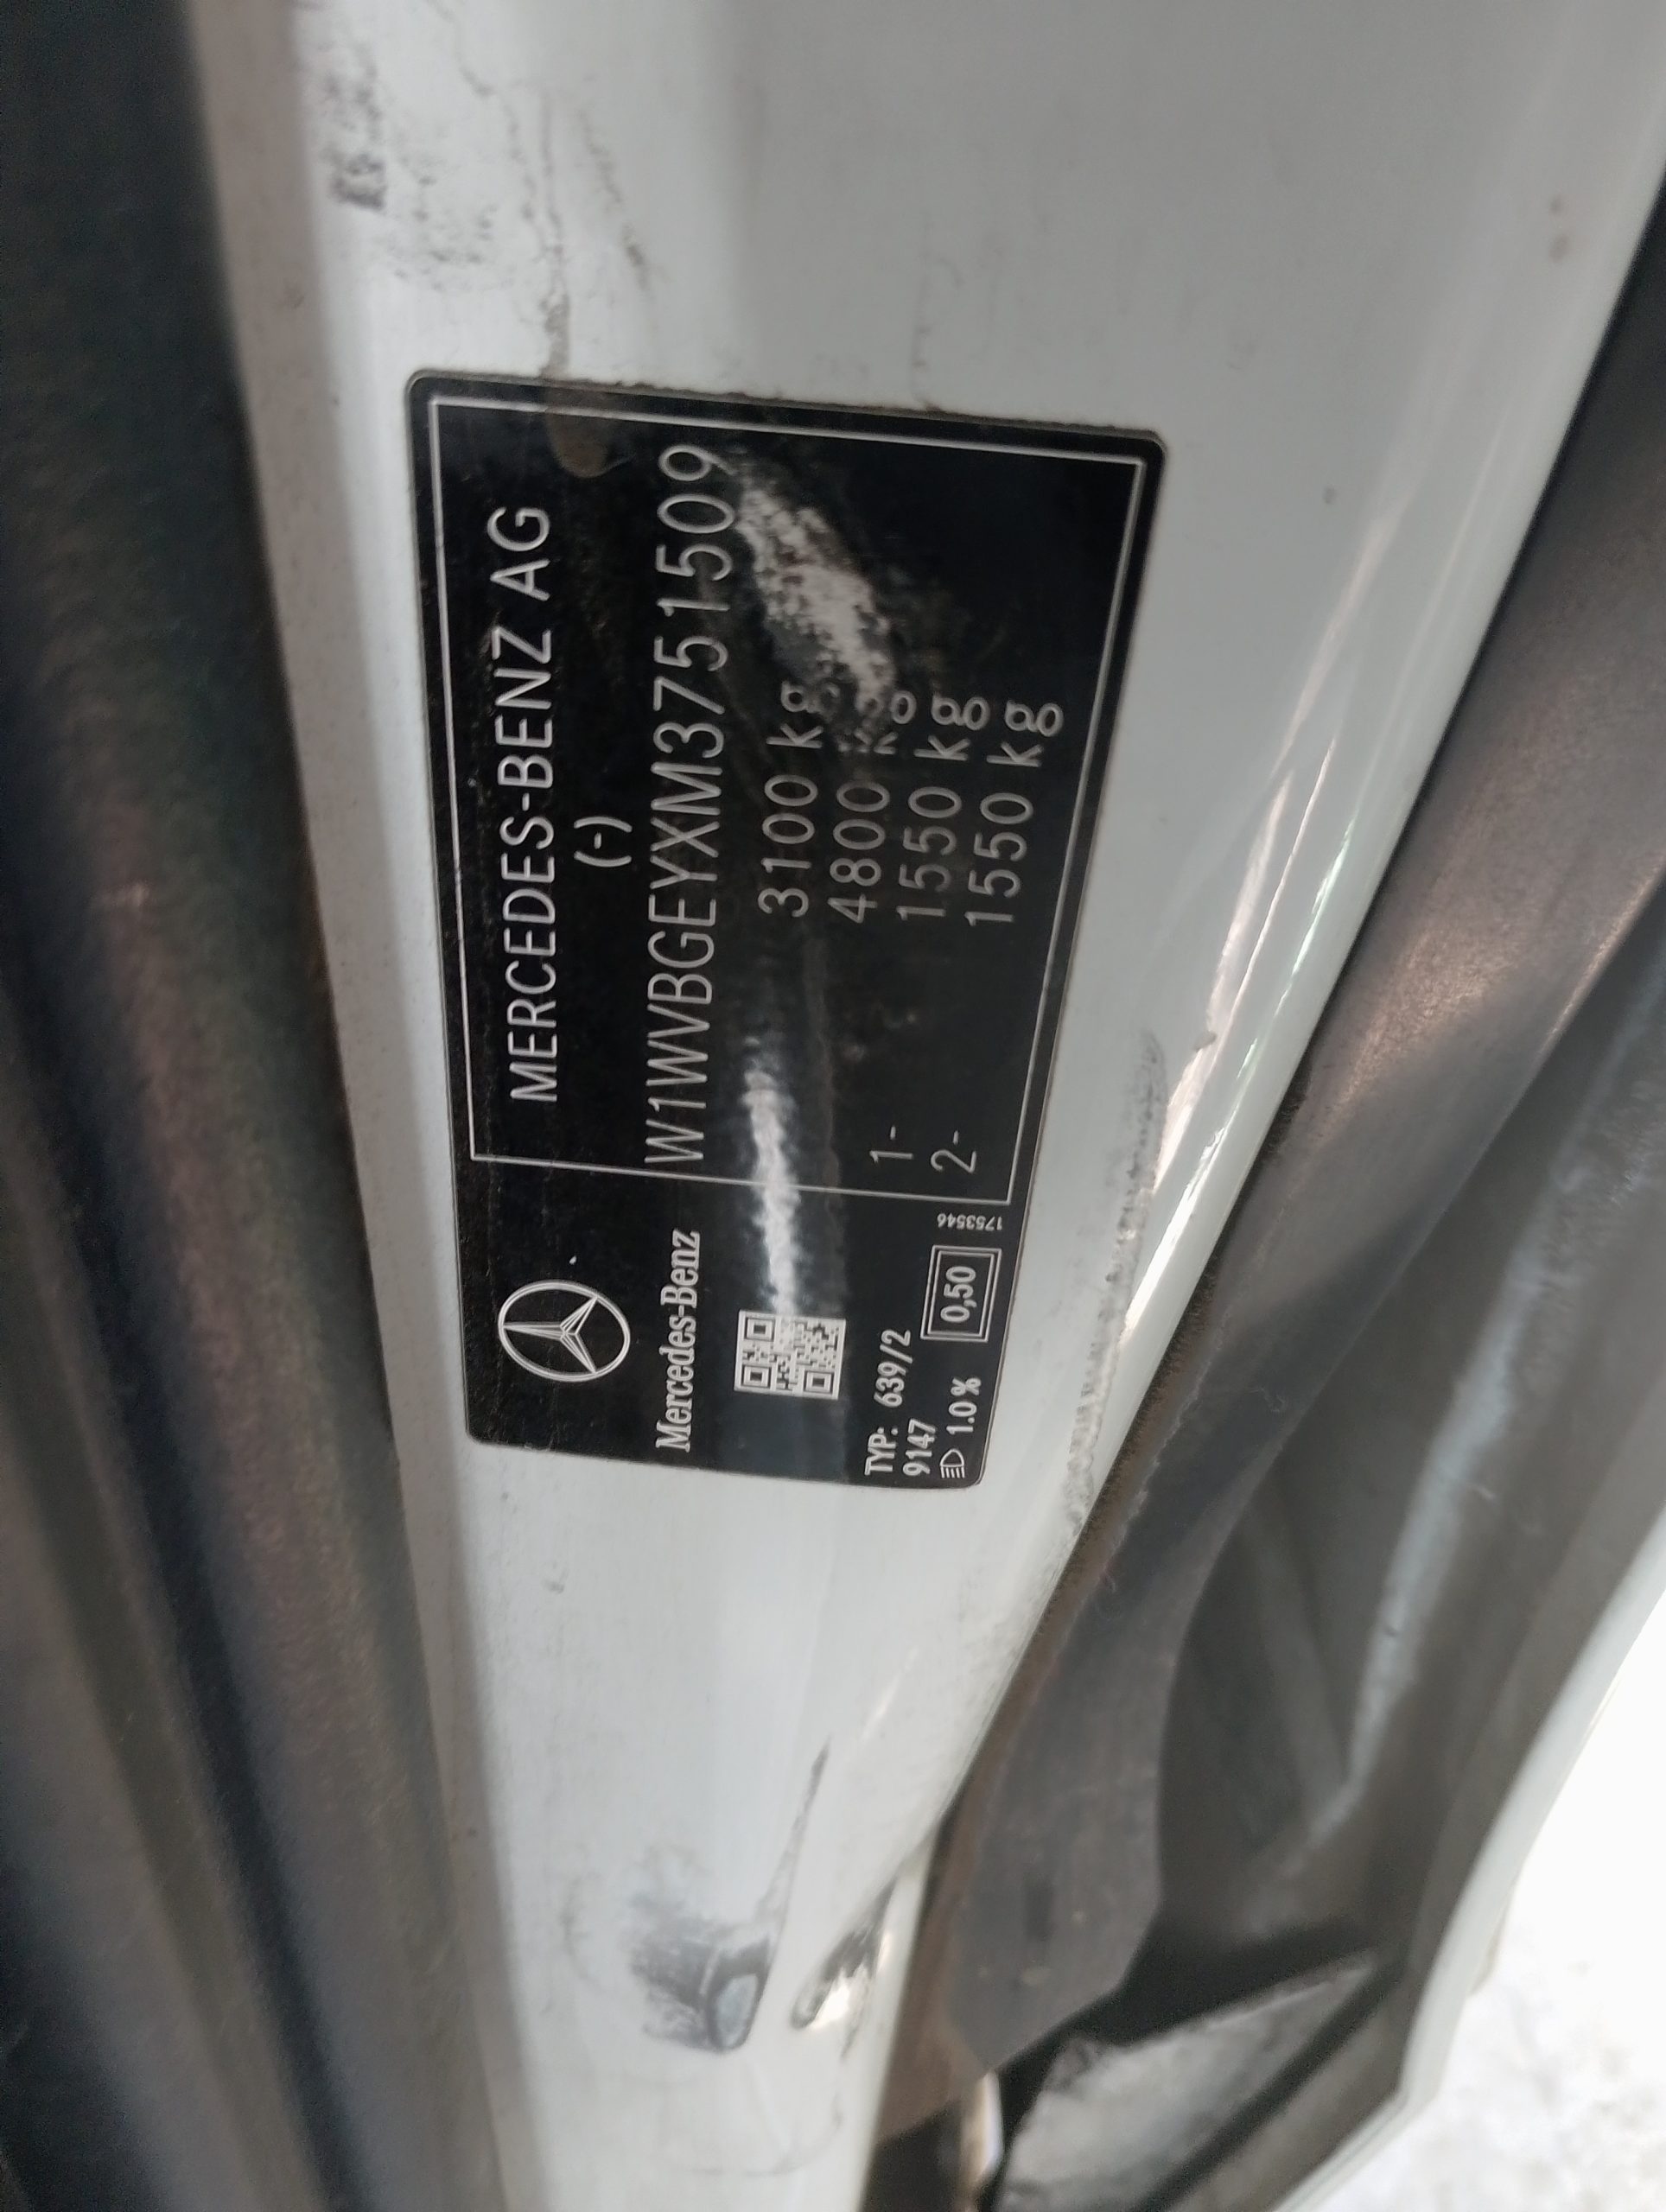 MERCEDES-BENZ AG
(-)
W1WVBGEYXM3751509
3100 kg
4800 kg
1- 1550 kg
2- 1550 kg
Mercedes-Benz
TYP: 639/2
9147
1.0 %
0,50
1753546